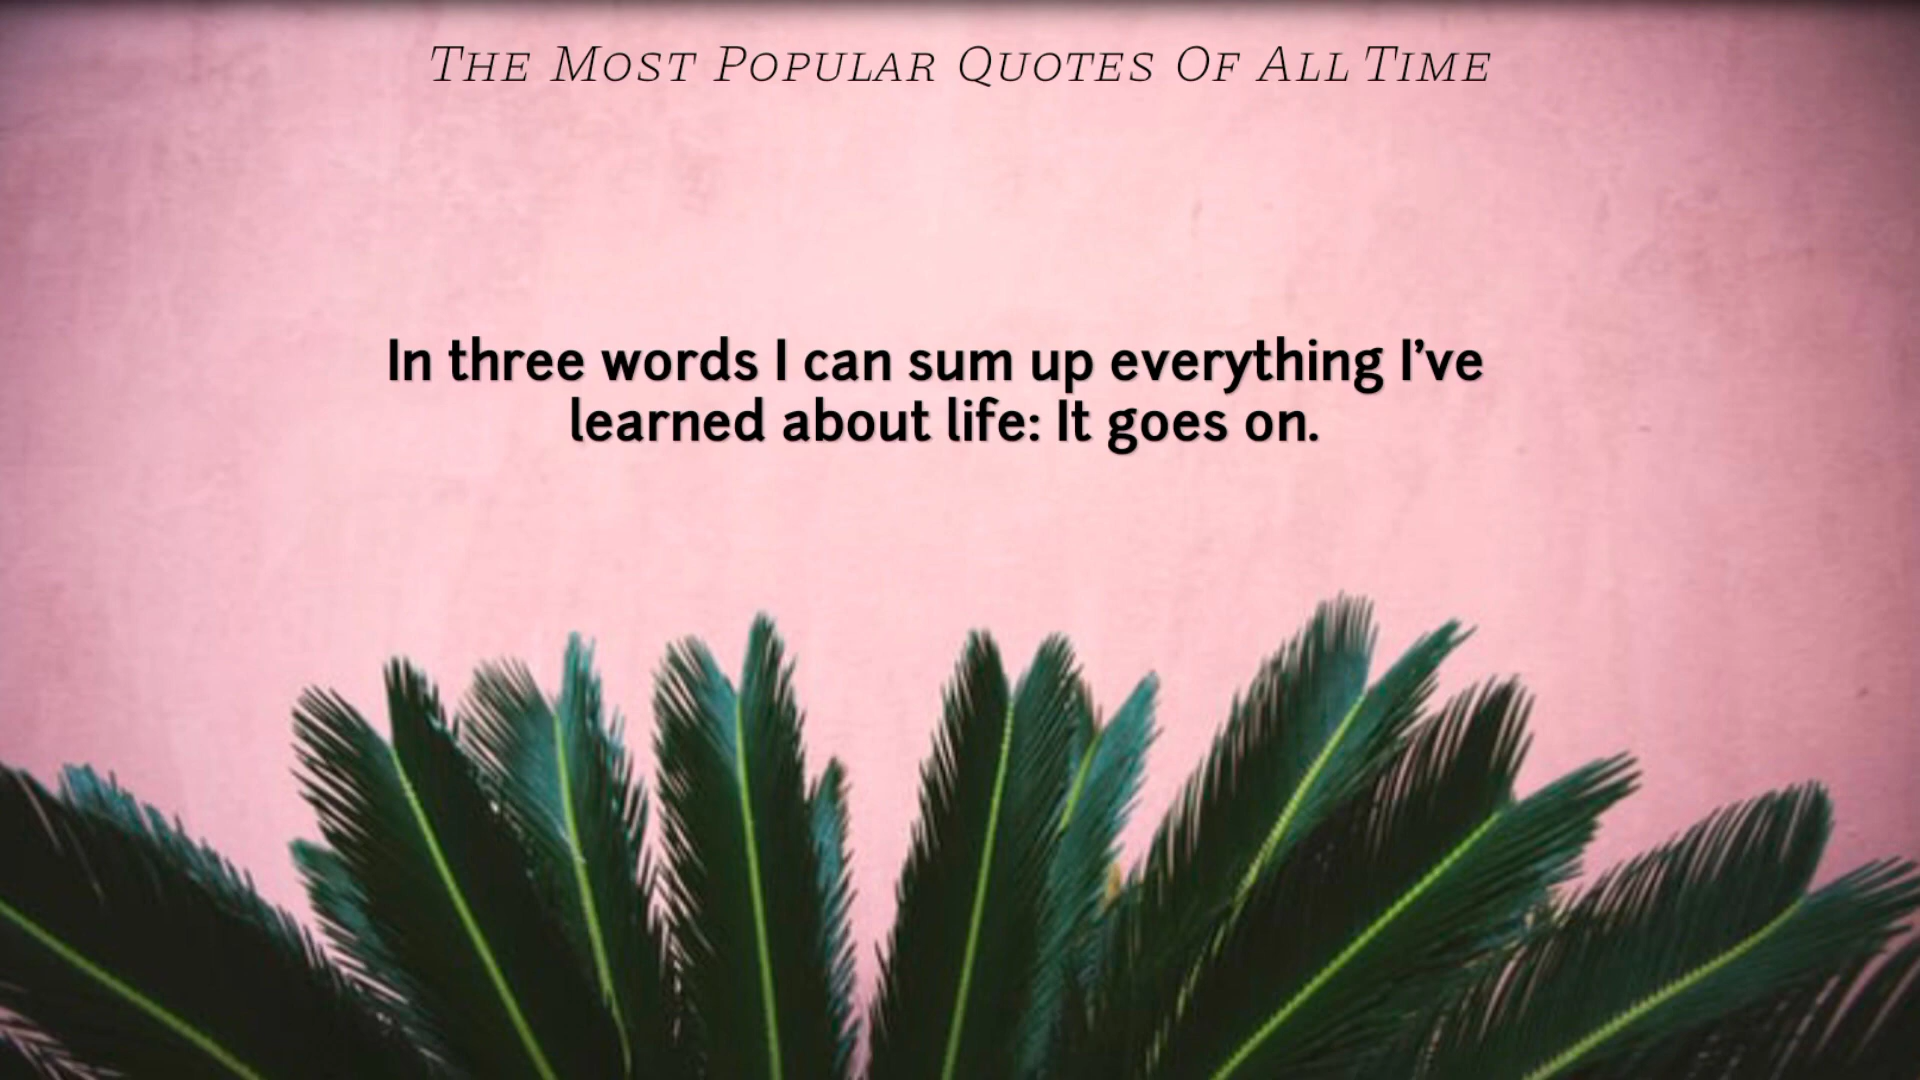 The Most Popular Quotes Of All Time
In three words I can sum up everything I've
learned about life: It goes on.